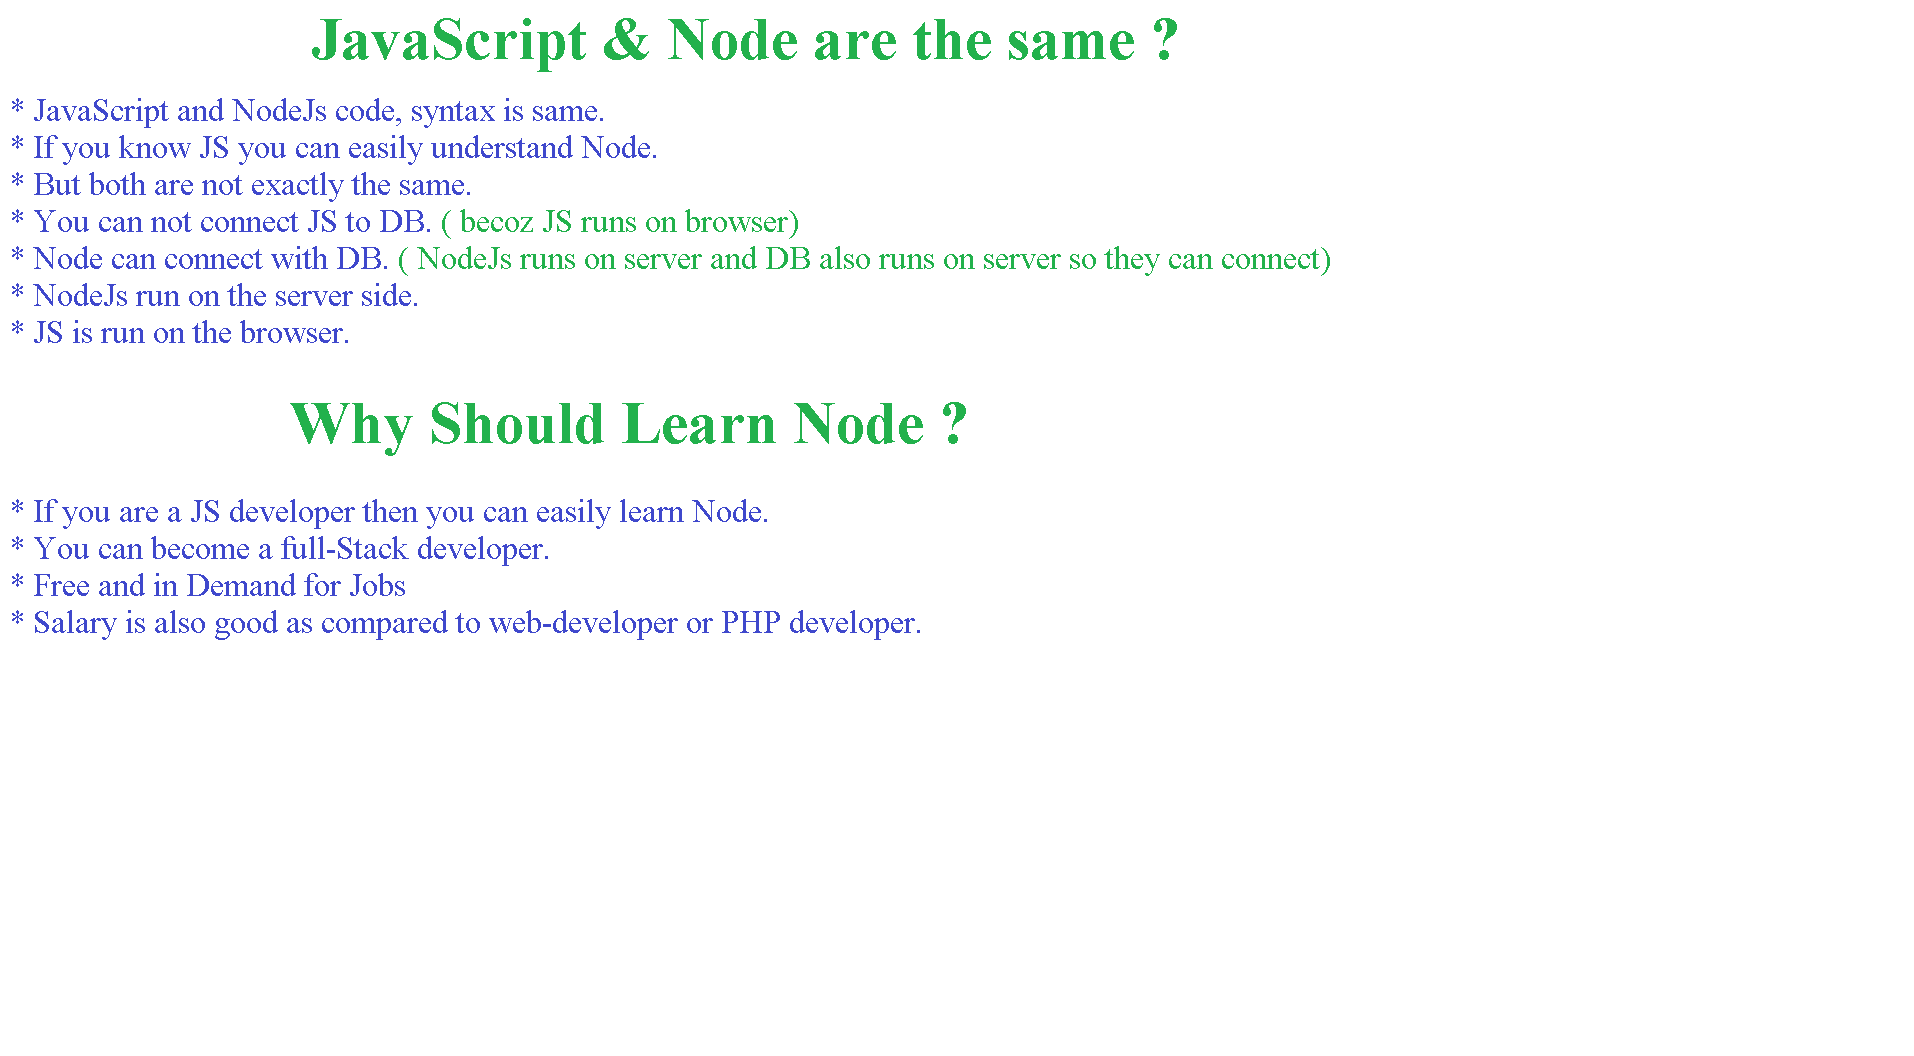 JavaScript & Node are the same ?
* JavaScript and NodeJs code, syntax is same.
* If you know JS you can easily understand Node.
* But both are not exactly the same.
* You can not connect JS to DB. ( becoz JS runs on browser)
* Node can connect with DB. ( NodeJs runs on server and DB also runs on server so they can connect)
* NodeJs run on the server side.
* JS is run on the browser.
Why Should Learn Node ?
* If you are a JS developer then you can easily learn Node.
* You can become a full-Stack developer.
* Free and in Demand for Jobs
* Salary is also good as compared to web-developer or PHP developer.